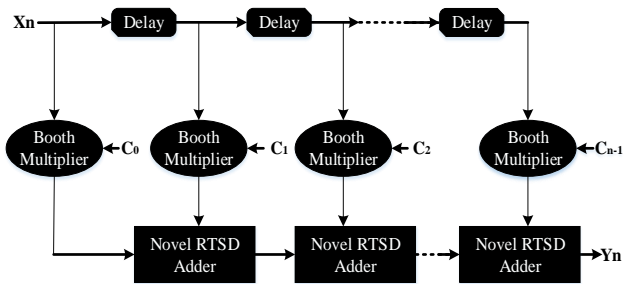 Xn
Delay
Delay
Delay
Booth
Multiplier
C0
Booth
Multiplier
C1
Booth
Multiplier
C2
Booth
Multiplier
Cn-1
Novel RTSD
Adder
Novel RTSD
Adder
Novel RTSD
Adder
Yn